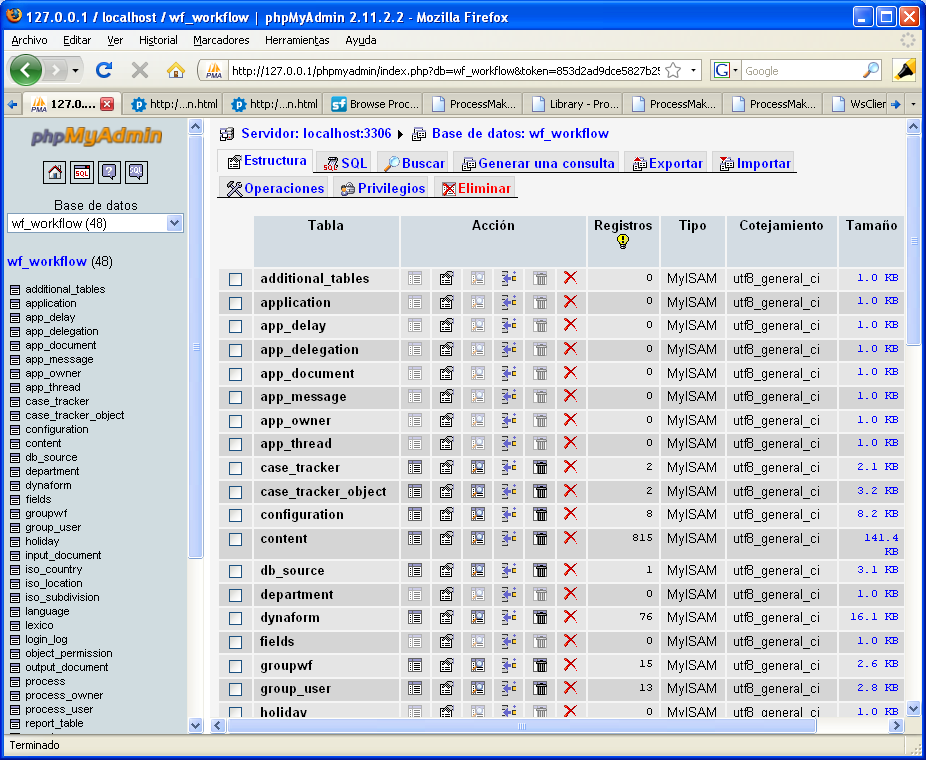 127.0.0.1 / localhost / wf_workflow | phpMyAdmin 2.11.2.2 - Mozilla Firefox
Archivo Editar Ver Historial Marcadores Herramientas Ayuda
PMA http://127.0.0.1/phpmyadmin/index.php?db=wf_workflow&token=853d2ad9dce5827b25 G Google
PMA 127.0.... http:/...n.html http:/...n.html Browse Proc... ProcessMak... Library - Pro... ProcessMak... ProcessMak... WsClier
phpMyAdmin
SQL
Base de datos
wf_workflow (48)
wf_workflow (48)
additional_tables
application
app_delay
app_delegation
app_document
app_message
app_owner
app_thread
case_tracker
case_tracker_object
configuration
content
db_source
department
dynaform
fields
groupwf
group_user
holiday
input_document
iso_country
iso_location
iso_subdivision
language
lexico
login_log
object_permission
output_document
process
process_owner
process_user
report_table
Servidor: localhost:3306 Base de datos: wf_workflow
Estructura SQL Buscar Generar una consulta Exportar Importar
Operaciones Privilegios Eliminar
Tabla Acción Registros Tipo Cotejamiento Tamaño
additional_tables 0 MyISAM utf8_general_ci 1.0 KB
application 0 MyISAM utf8_general_ci 1.0 KB
app_delay 0 MyISAM utf8_general_ci 1.0 KB
app_delegation 0 MyISAM utf8_general_ci 1.0 KB
app_document 0 MyISAM utf8_general_ci 1.0 KB
app_message 0 MyISAM utf8_general_ci 1.0 KB
app_owner 0 MyISAM utf8_general_ci 1.0 KB
app_thread 0 MyISAM utf8_general_ci 1.0 KB
case_tracker 2 MyISAM utf8_general_ci 2.1 KB
case_tracker_object 2 MyISAM utf8_general_ci 3.2 KB
configuration 8 MyISAM utf8_general_ci 8.2 KB
content 815 MyISAM utf8_general_ci 141.4
KB
db_source 1 MyISAM utf8_general_ci 3.1 KB
department 0 MyISAM utf8_general_ci 1.0 KB
dynaform 76 MyISAM utf8_general_ci 16.1 KB
fields 0 MyISAM utf8_general_ci 1.0 KB
groupwf 15 MyISAM utf8_general_ci 2.6 KB
group_user 13 MyISAM utf8_general_ci 2.8 KB
holiday 0 MyISAM utf8_general_ci 1.0 KB
Terminado